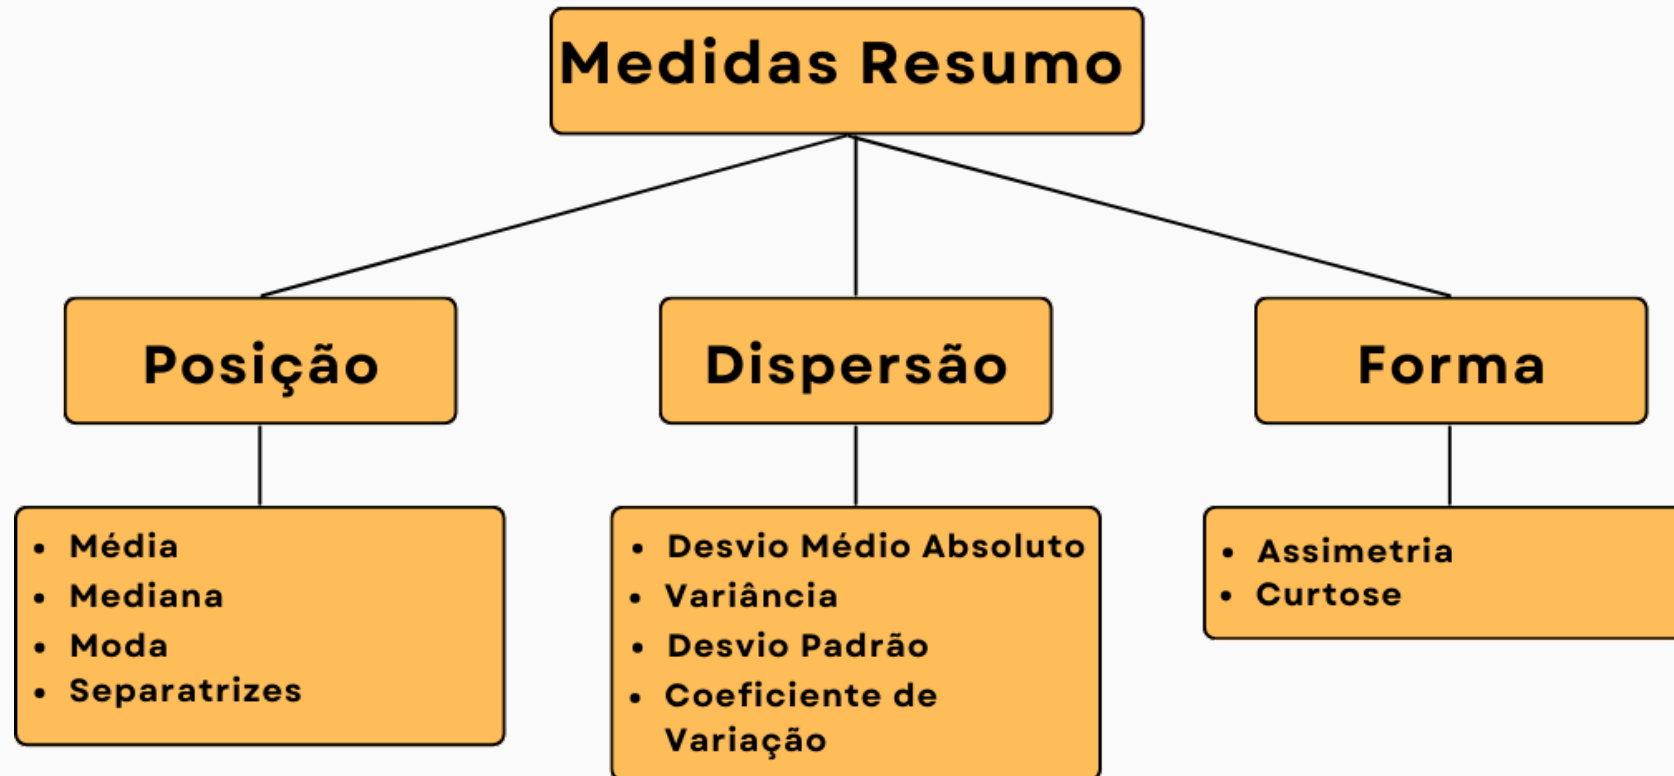 Medidas Resumo
Posição
Dispersão
Forma
• Média
• Mediana
• Moda
• Separatrizes
• Desvio Médio Absoluto
• Variância
• Desvio Padrão
• Coeficiente de
Variação
• Assimetria
• Curtose